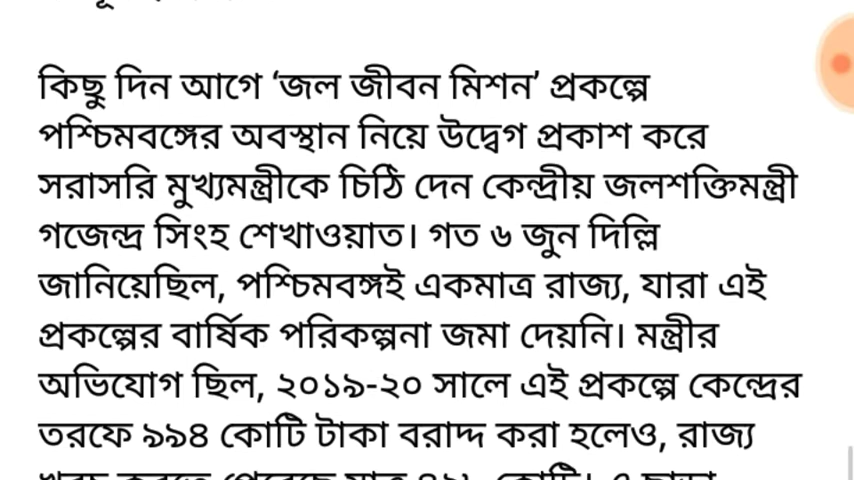 কিছু দিন আগে ‘জল জীবন মিশন’ প্রকল্পে
পশ্চিমবঙ্গের অবস্থান নিয়ে উদ্বেগ প্রকাশ করে
সরাসরি মুখ্যমন্ত্রীকে চিঠি দেন কেন্দ্রীয় জলশক্তিমন্ত্রী
গজেন্দ্র সিংহ শেখাওয়াত। গত ৬ জুন দিল্লি
জানিয়েছিল, পশ্চিমবঙ্গই একমাত্র রাজ্য, যারা এই
প্রকল্পের বার্ষিক পরিকল্পনা জমা দেয়নি। মন্ত্রীর
অভিযোগ ছিল, ২০১৯-২০ সালে এই প্রকল্পে কেন্দ্রের
তরফে ৯৯৪ কোটি টাকা বরাদ্দ করা হলেও, রাজ্য